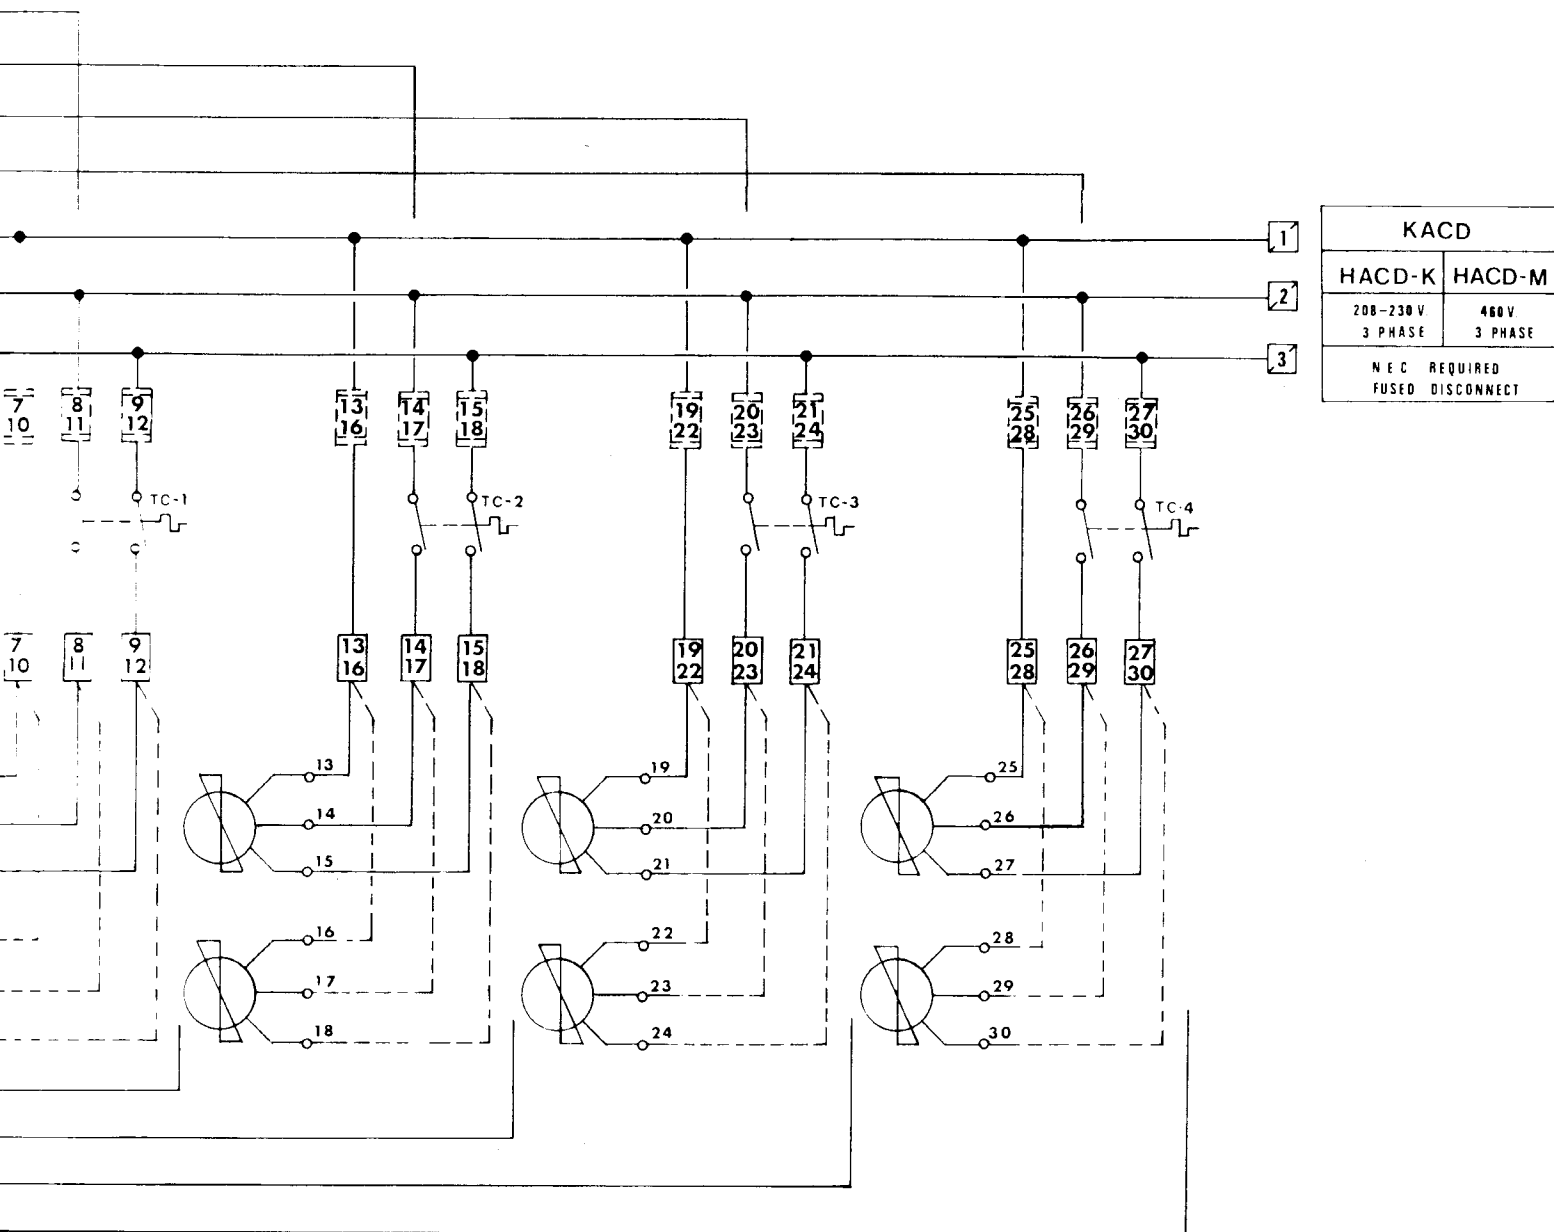 1
KACD
2
HACD-K HACD-M
208-230 V. 460 V.
3 PHASE 3 PHASE
3
NEC REQUIRED
FUSED DISCONNECT
7 8 9 13 14 15 19 20 21 25 26 27
10 11 12 16 17 18 22 23 24 28 29 30
TC-1 TC-2 TC-3 TC-4
7 8 9 13 14 15 19 20 21 25 26 27
10 11 12 16 17 18 22 23 24 28 29 30
13 19 25
14 20 26
15 21 27
16 22 28
17 23 29
18 24 30